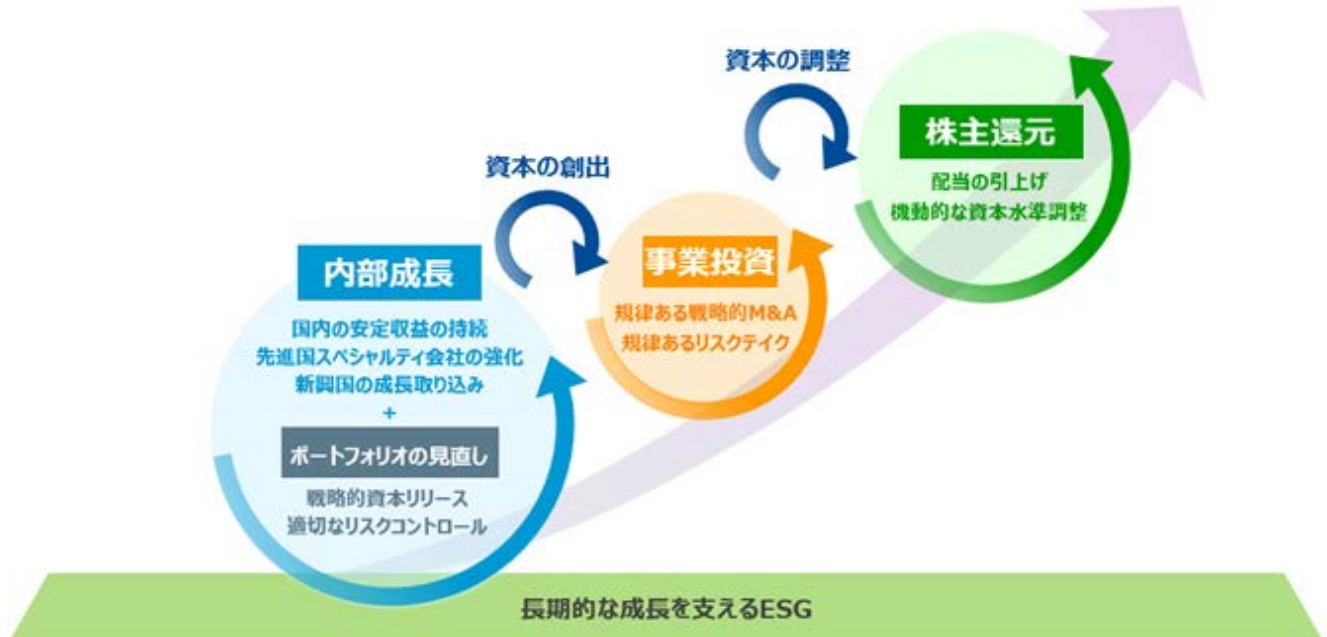 資本の調整
株主還元
配当の引上げ
機動的な資本水準調整
資本の創出
事業投資
規律ある戦略的M&A
規律あるリスクテイク
内部成長
国内の安定収益の持続
先進国スペシャルティ会社の強化
新興国の成長取り込み
+
ポートフォリオの見直し
戦略的資本リリース
適切なリスクコントロール
長期的な成長を支えるESG